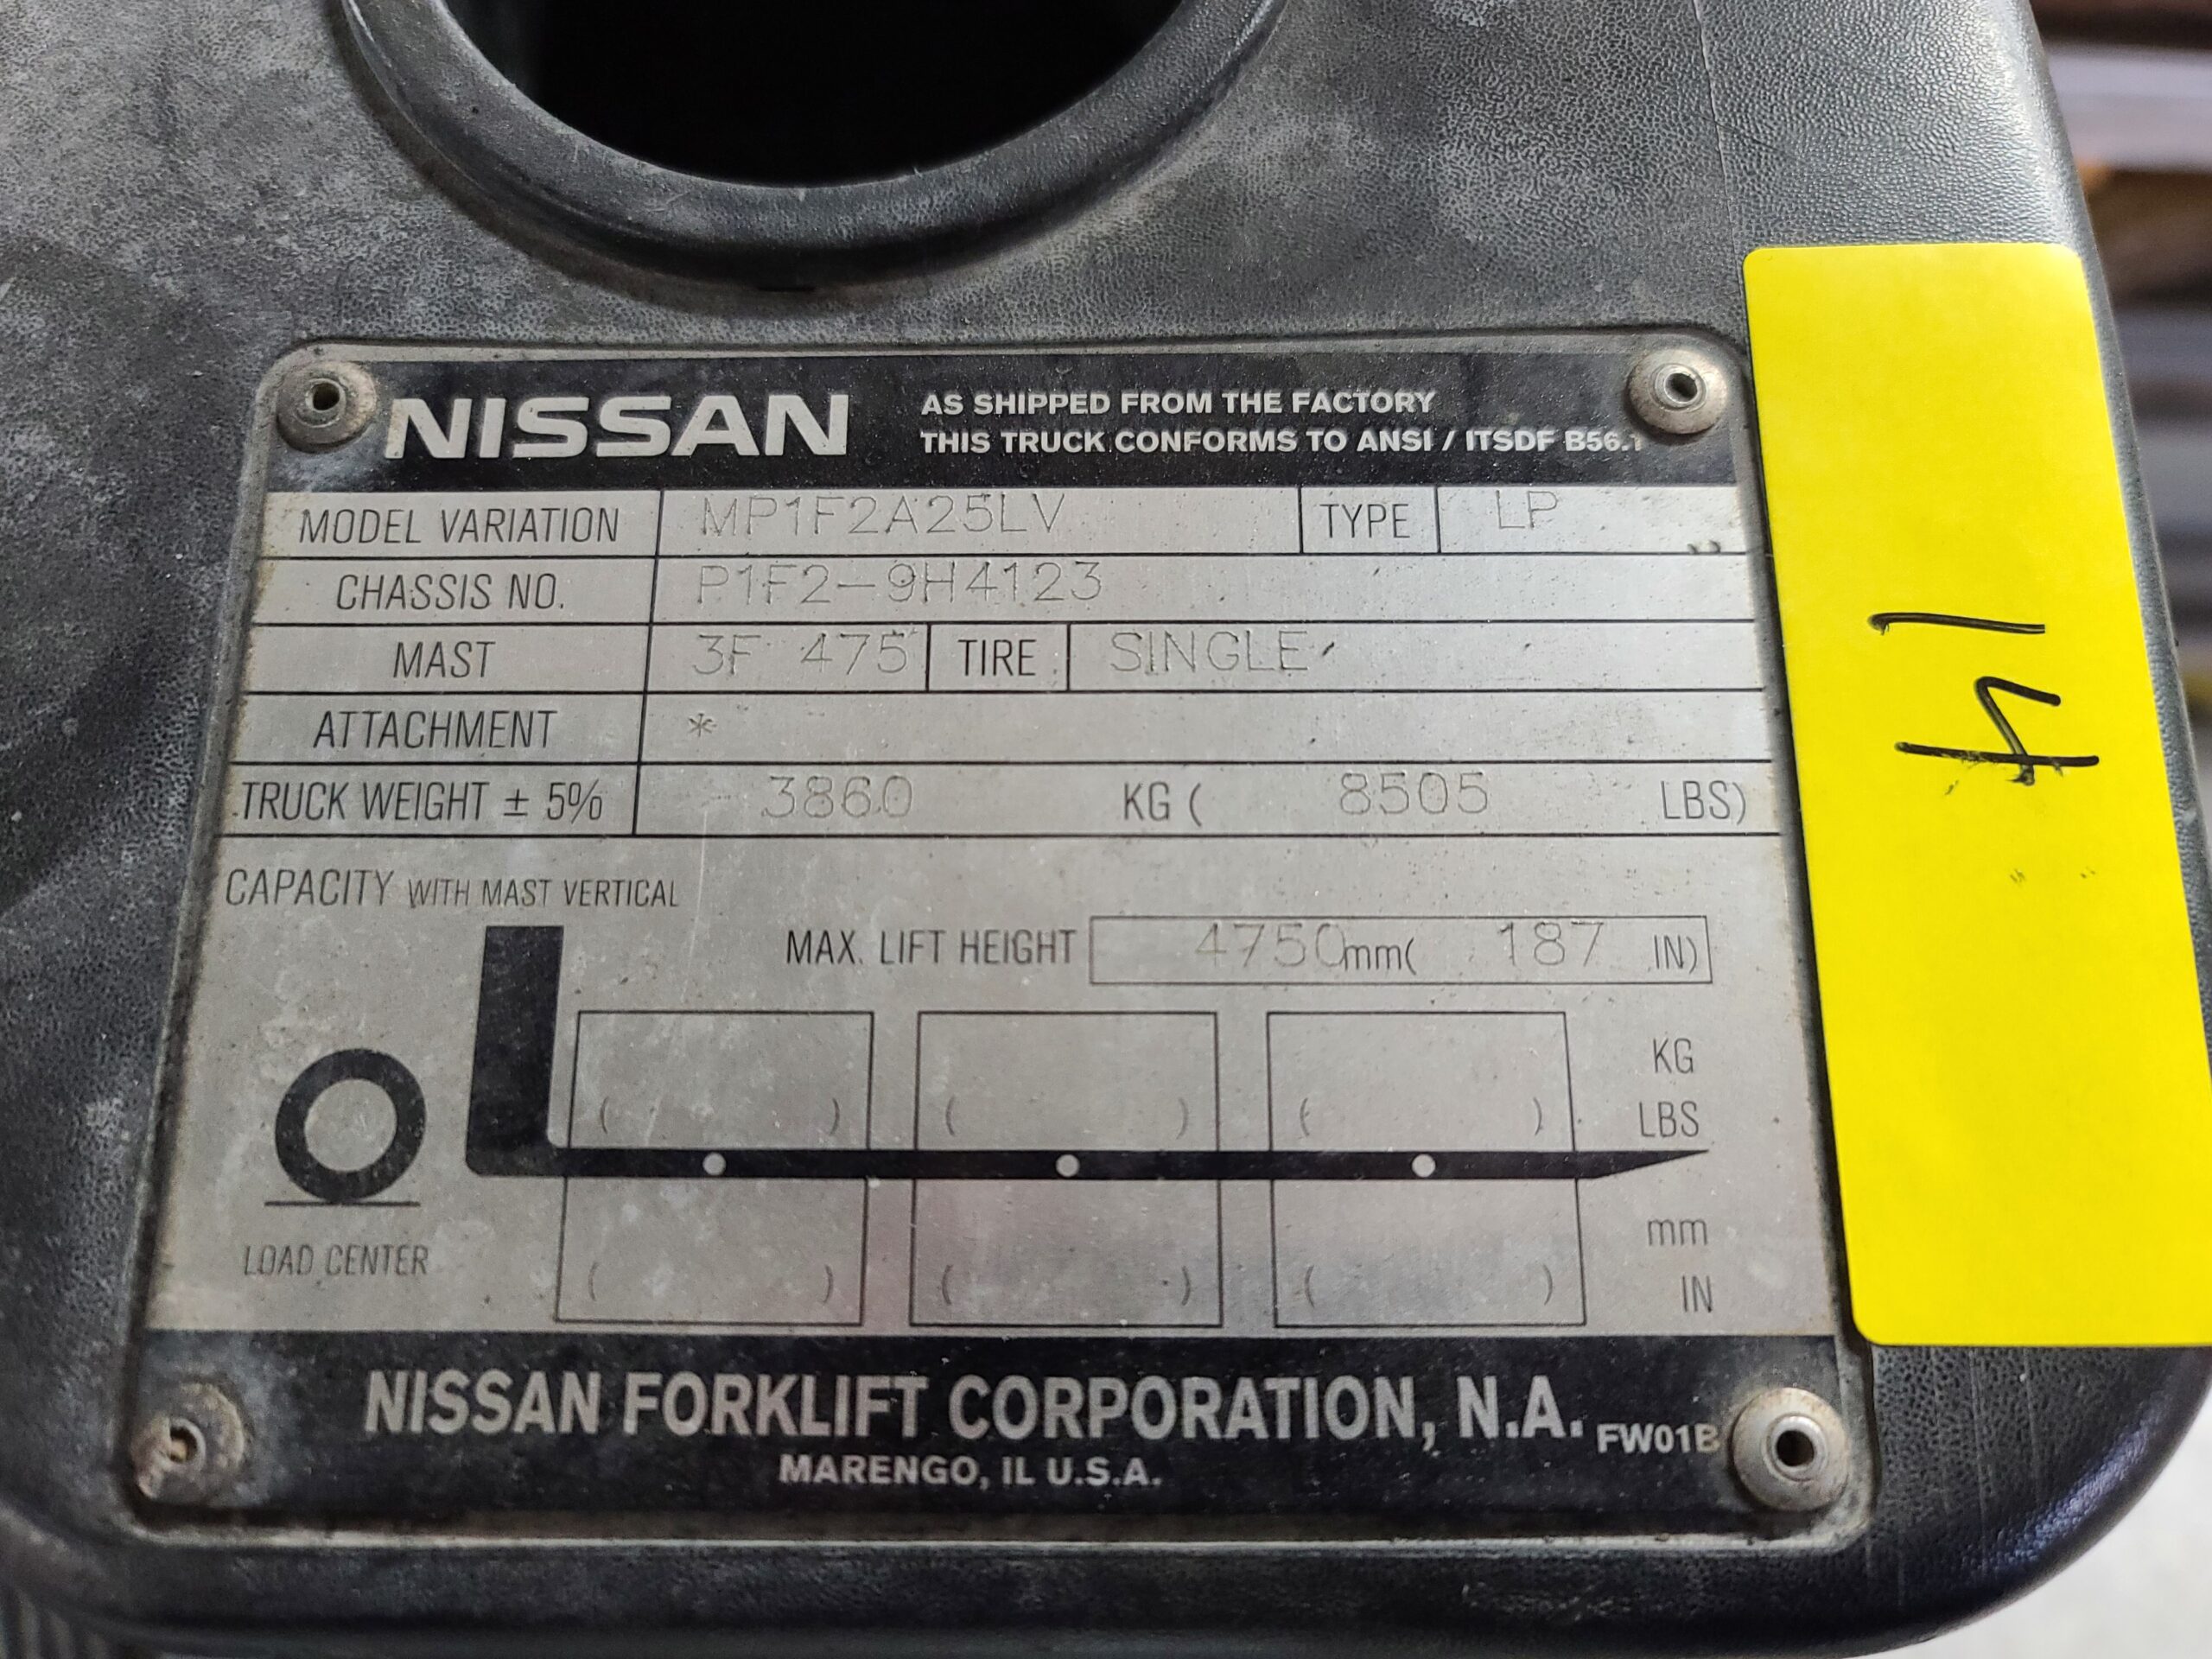 NISSAN
AS SHIPPED FROM THE FACTORY
THIS TRUCK CONFORMS TO ANSI / ITSDF B56.1
MODEL VARIATION MP1F2A25LV TYPE LP
CHASSIS NO. P1F2-9H4123
MAST 3F 475 TIRE SINGLE
ATTACHMENT *
TRUCK WEIGHT ± 5% 3860 KG ( 8505 LBS)
CAPACITY WITH MAST VERTICAL
MAX. LIFT HEIGHT 4750mm( 187 IN)
KG
( ) ( ) ( ) LBS
mm
LOAD CENTER ( ) ( ) ( ) IN
NISSAN FORKLIFT CORPORATION, N.A. FW01B
MARENGO, IL U.S.A.
14